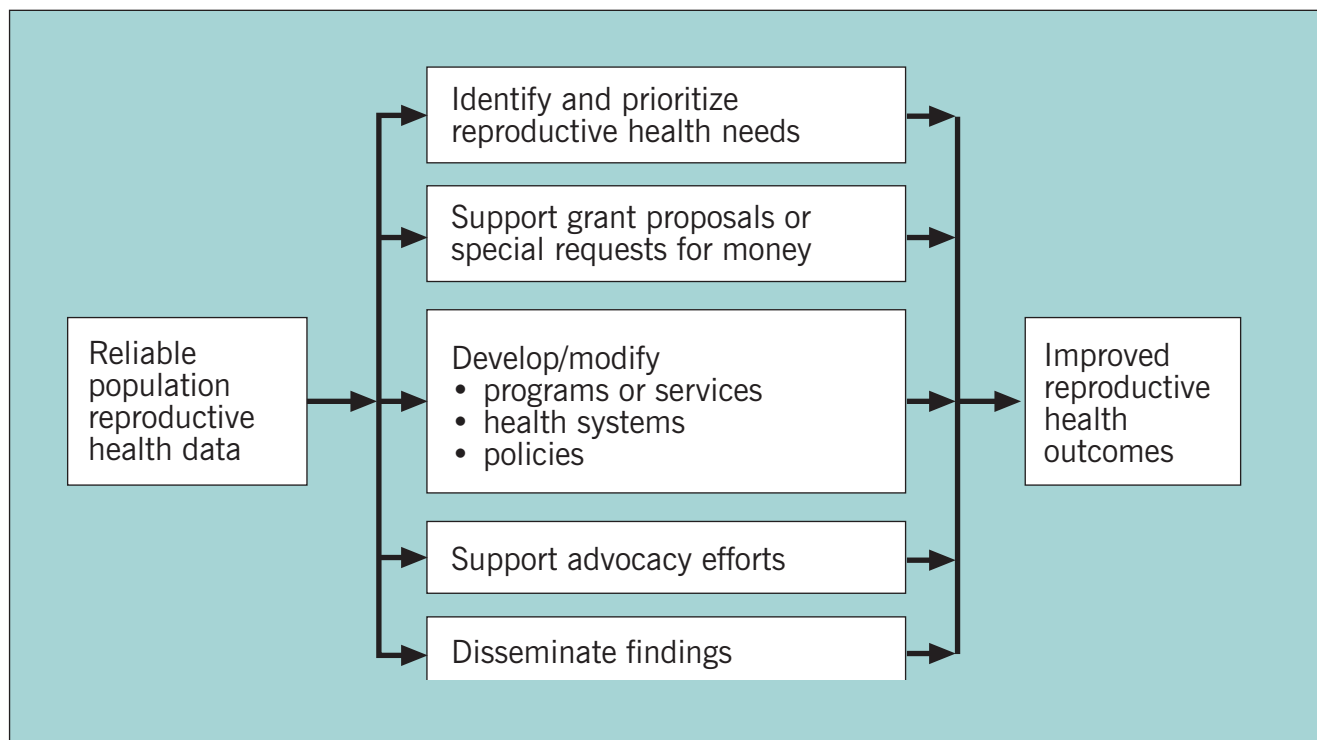 Identify and prioritize
reproductive health needs
Support grant proposals or
special requests for money
Reliable
population
reproductive
health data
Develop/modify
• programs or services
• health systems
• policies
Improved
reproductive
health
outcomes
Support advocacy efforts
Disseminate findings